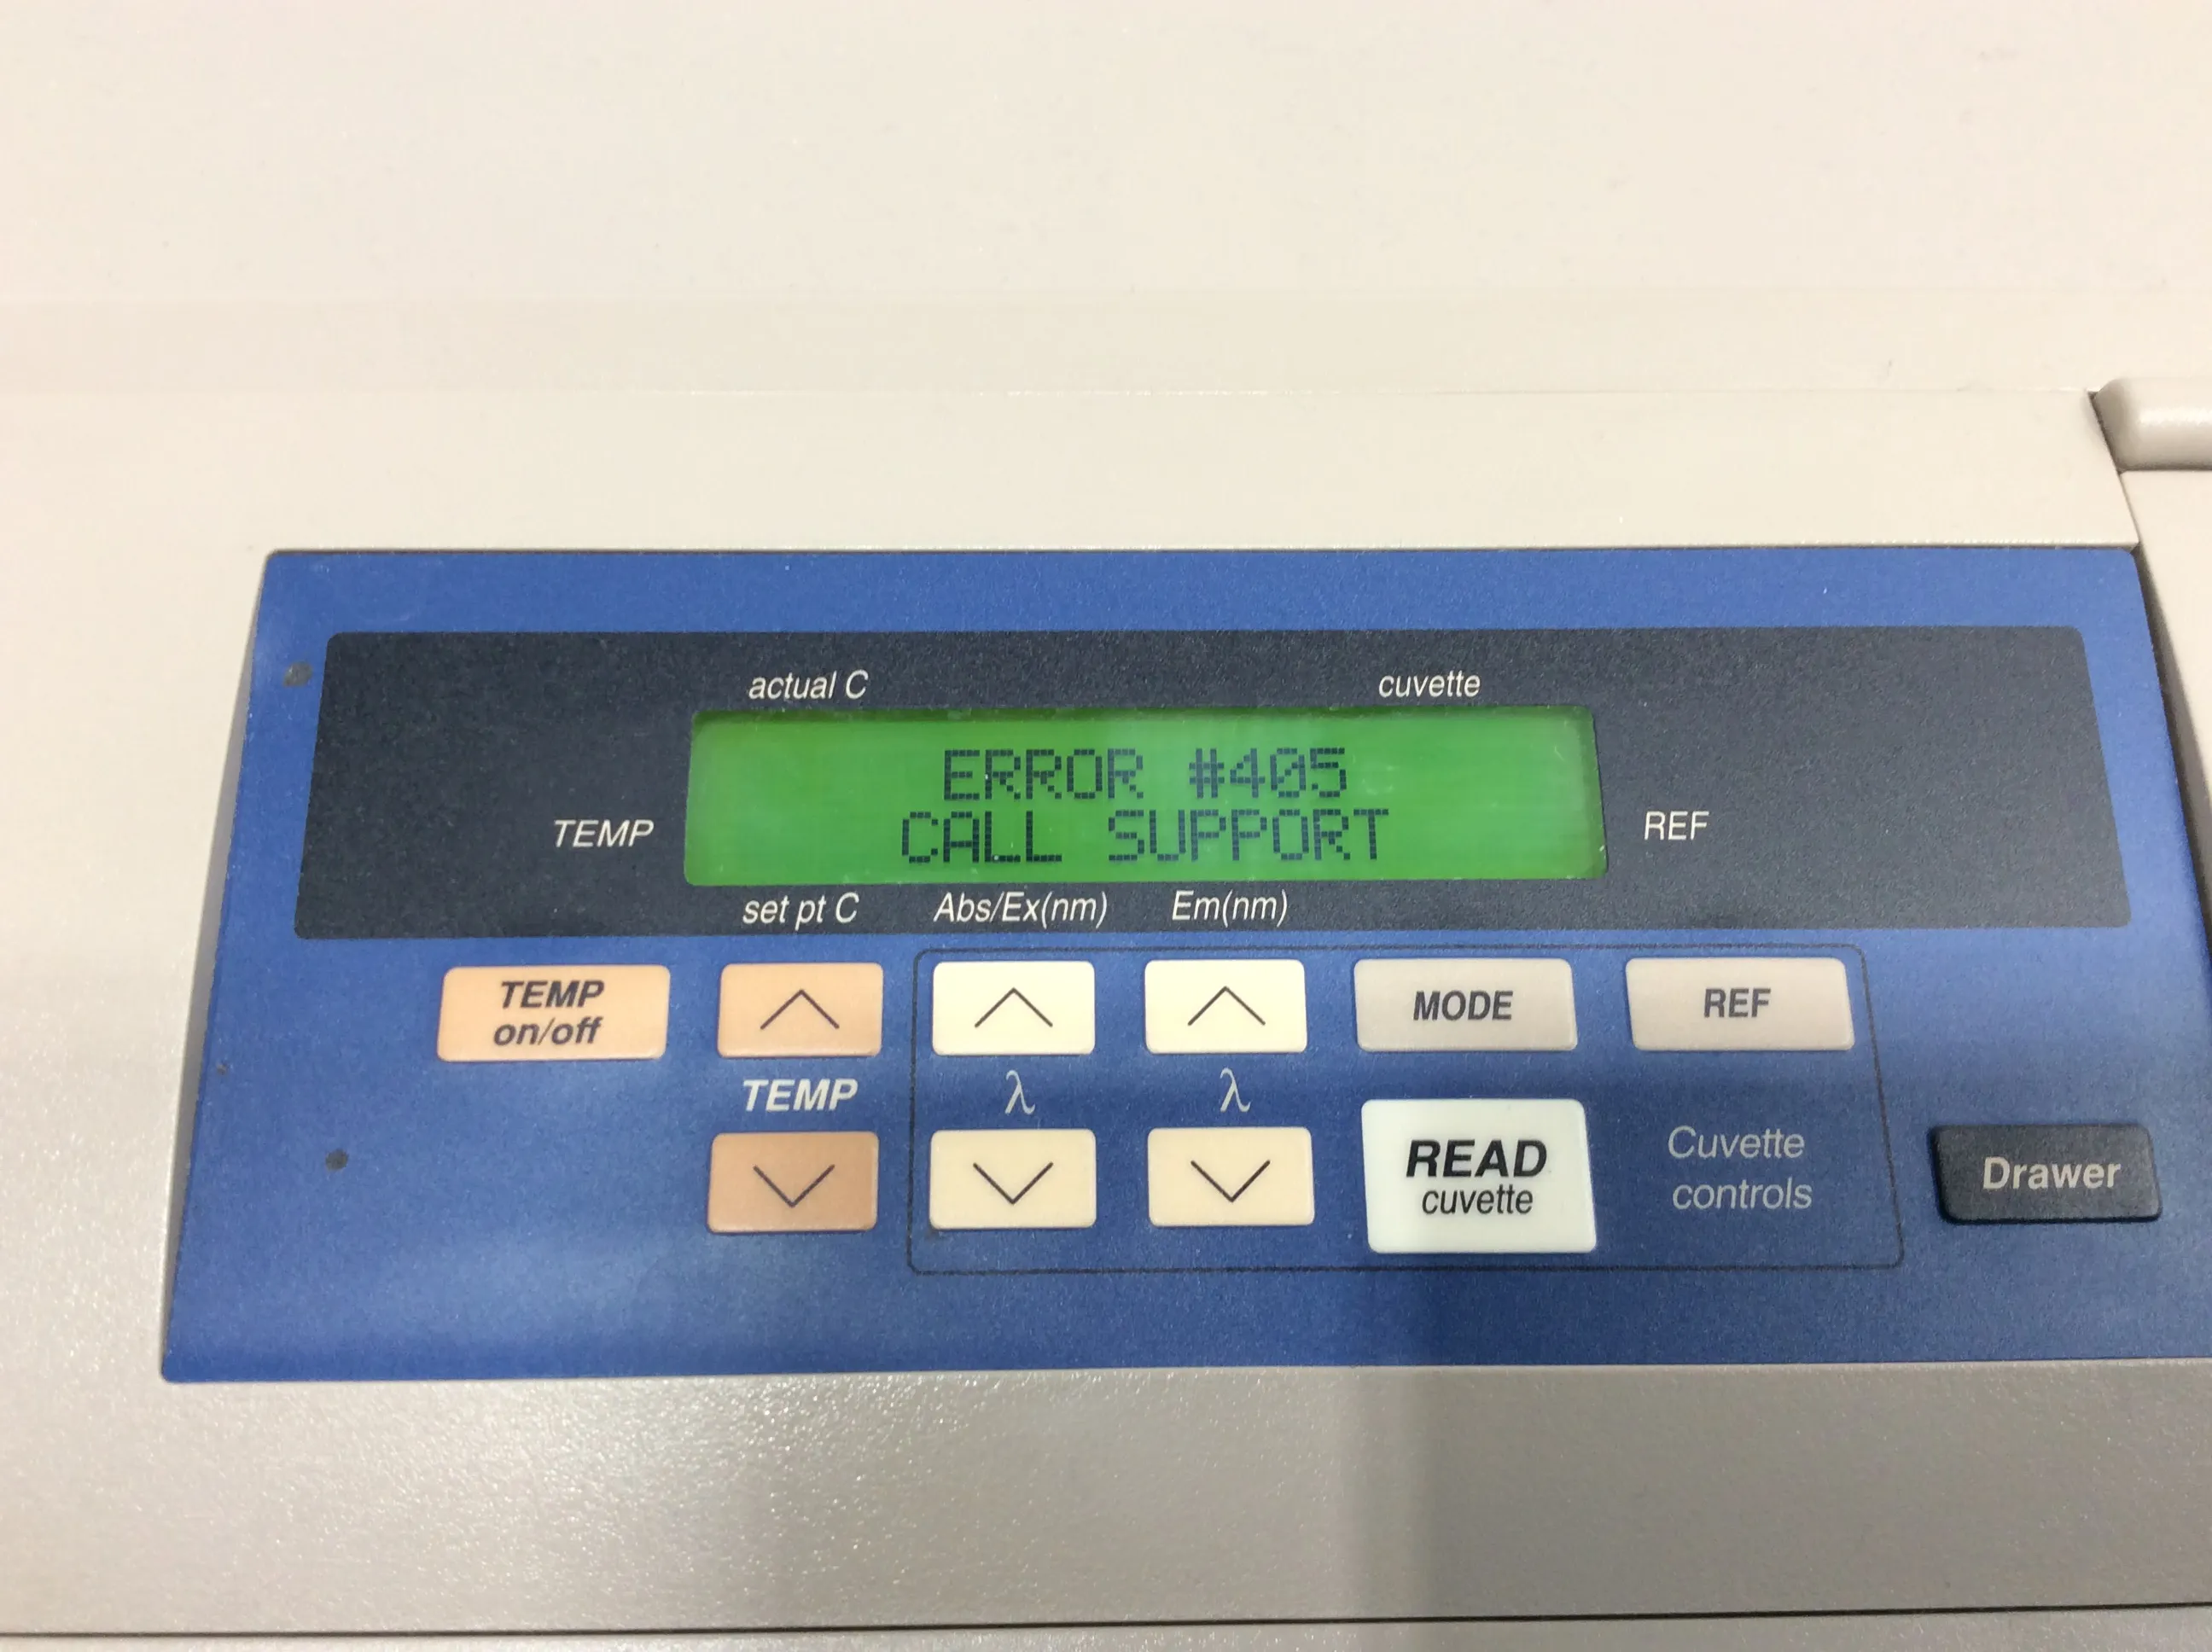 actual C
cuvette
ERROR #405
CALL SUPPORT
TEMP
REF
set pt C
Abs/Ex(nm)
Em(nm)
TEMP
on/off
MODE
REF
TEMP
λ
λ
READ
cuvette
Cuvette
controls
Drawer